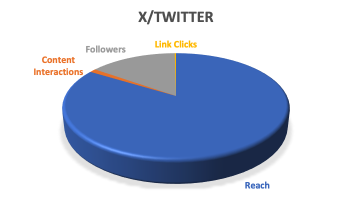 X/TWITTER
Link Clicks
Followers
Content
Interactions
Reach